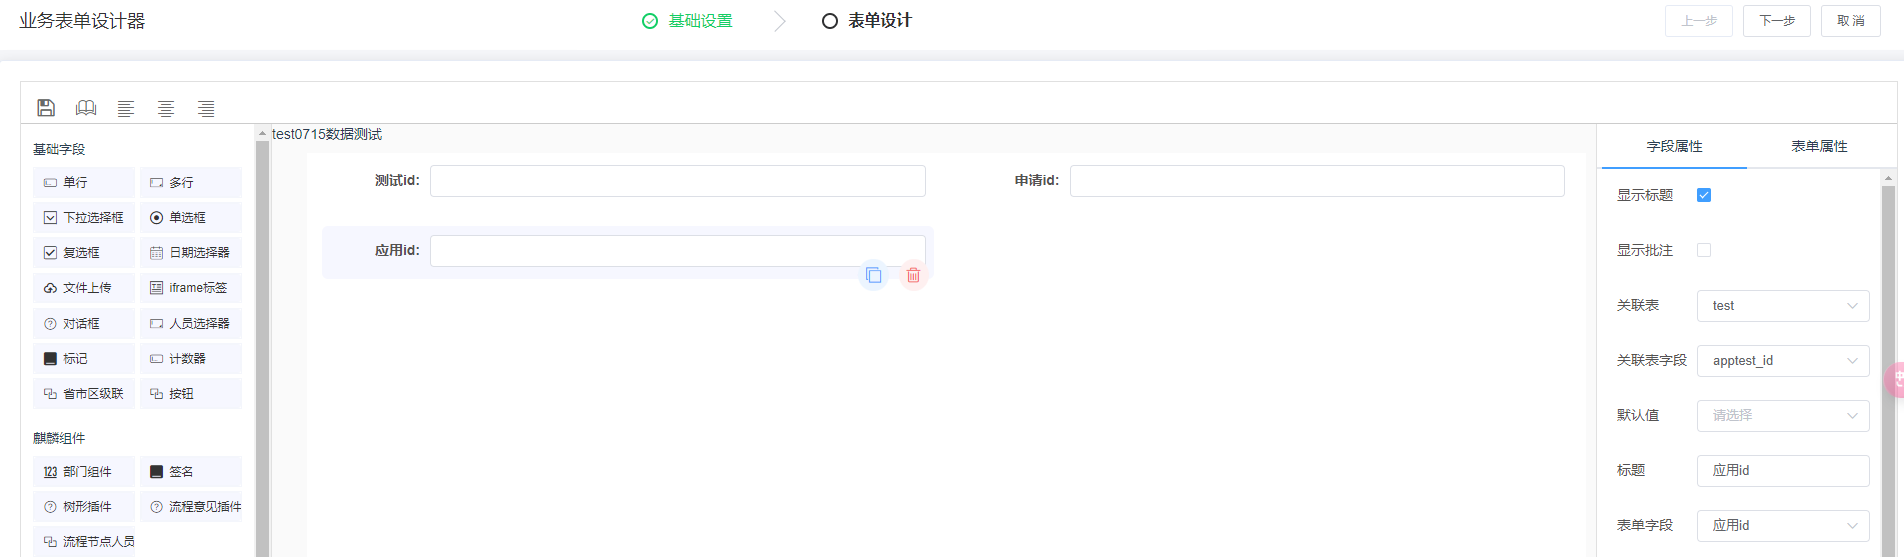 业务表单设计器
基础设置
表单设计
上一步
下一步
取 消
test0715数据测试
基础字段
单行
多行
下拉选择框
单选框
复选框
日期选择器
文件上传
iframe标签
对话框
人员选择器
标记
计数器
省市区级联
按钮
麒麟组件
123 部门组件
签名
树形插件
流程意见插件
流程节点人员
测试id:
申请id:
应用id:
字段属性
表单属性
显示标题
显示批注
关联表
test
关联表字段
apptest_id
默认值
请选择
标题
应用id
表单字段
应用id